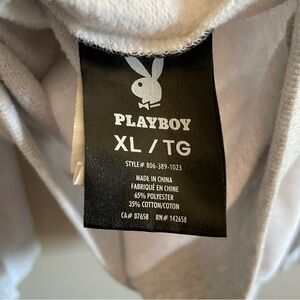 PLAYBOY
XL / TG
STYLE# 806-389-1023
MADE IN CHINA
FABRIQUÉ EN CHINE
65% POLYESTER
35% COTTON/COTON
CA# 07658 RN# 142658